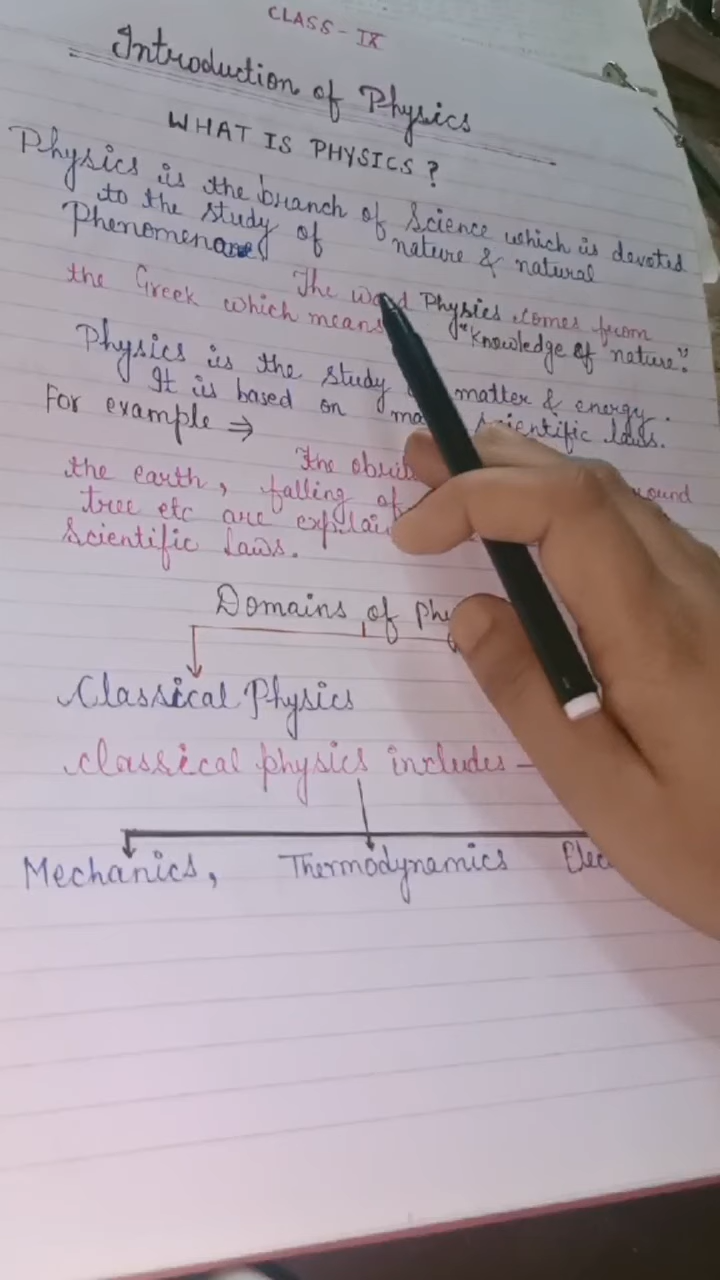 CLASS - IX
Introduction of Physics
WHAT IS PHYSICS ?
Physics is the branch of Science which is devoted
to the study of nature & natural
Phenomena
The word Physics comes from
the Greek which means "Knowledge of nature".
Physics is the study matter & energy.
It is based on scientific laws.
For example ⇒
The ound
the earth, falling of
tree etc are
Scientific Laws.
Domains of
Classical Physics
Classical physics includes -
Mechanics, Thermodynamics